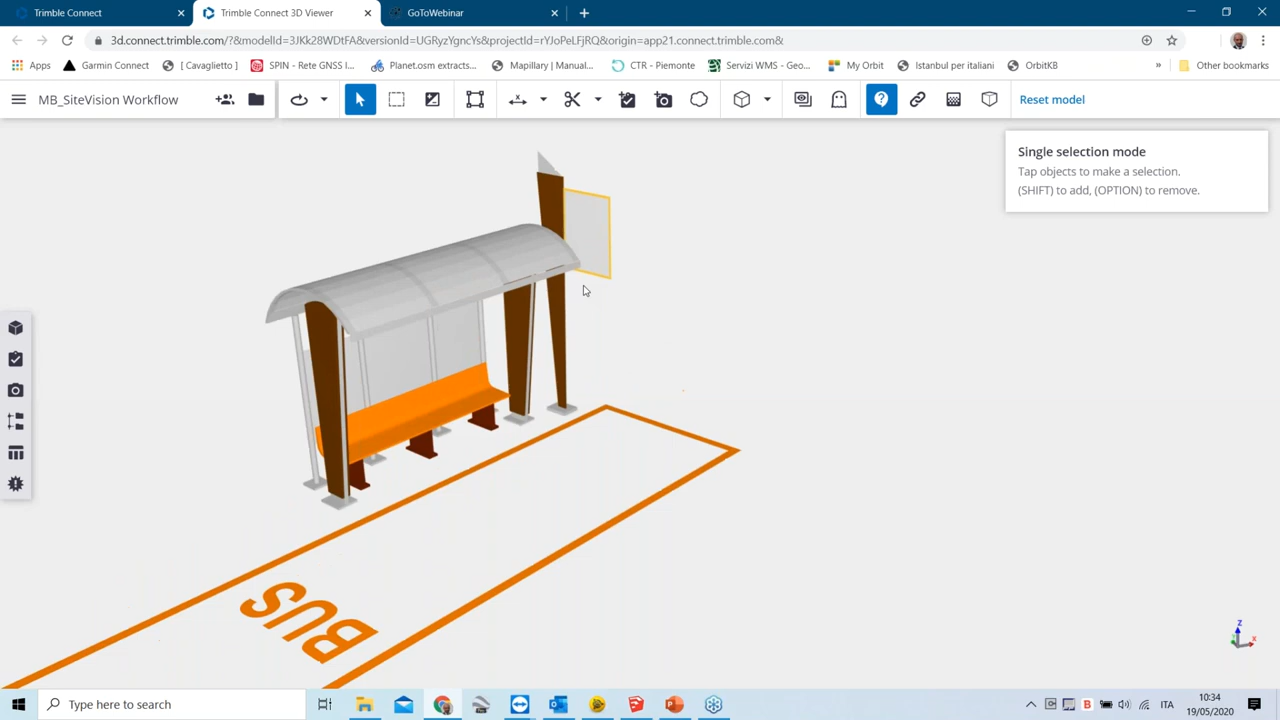 Trimble Connect
Trimble Connect 3D Viewer
GoToWebinar
3d.connect.trimble.com/?&modelId=3JKk28WDtFA&versionId=UGRyzYgncYs&projectId=rYJoPeLFjRQ&origin=app21.connect.trimble.com&
Apps Garmin Connect [ Cavaglietto ] SPIN - Rete GNSS I... Planet.osm extracts... Mapillary | Manual... CTR - Piemonte Servizi WMS - Geo... My Orbit Istanbul per italiani OrbitKB » Other bookmarks
MB_SiteVision Workflow
Reset model
Single selection mode
Tap objects to make a selection.
(SHIFT) to add, (OPTION) to remove.
BUS
Z
X
Type here to search
ITA
10:34
19/05/2020